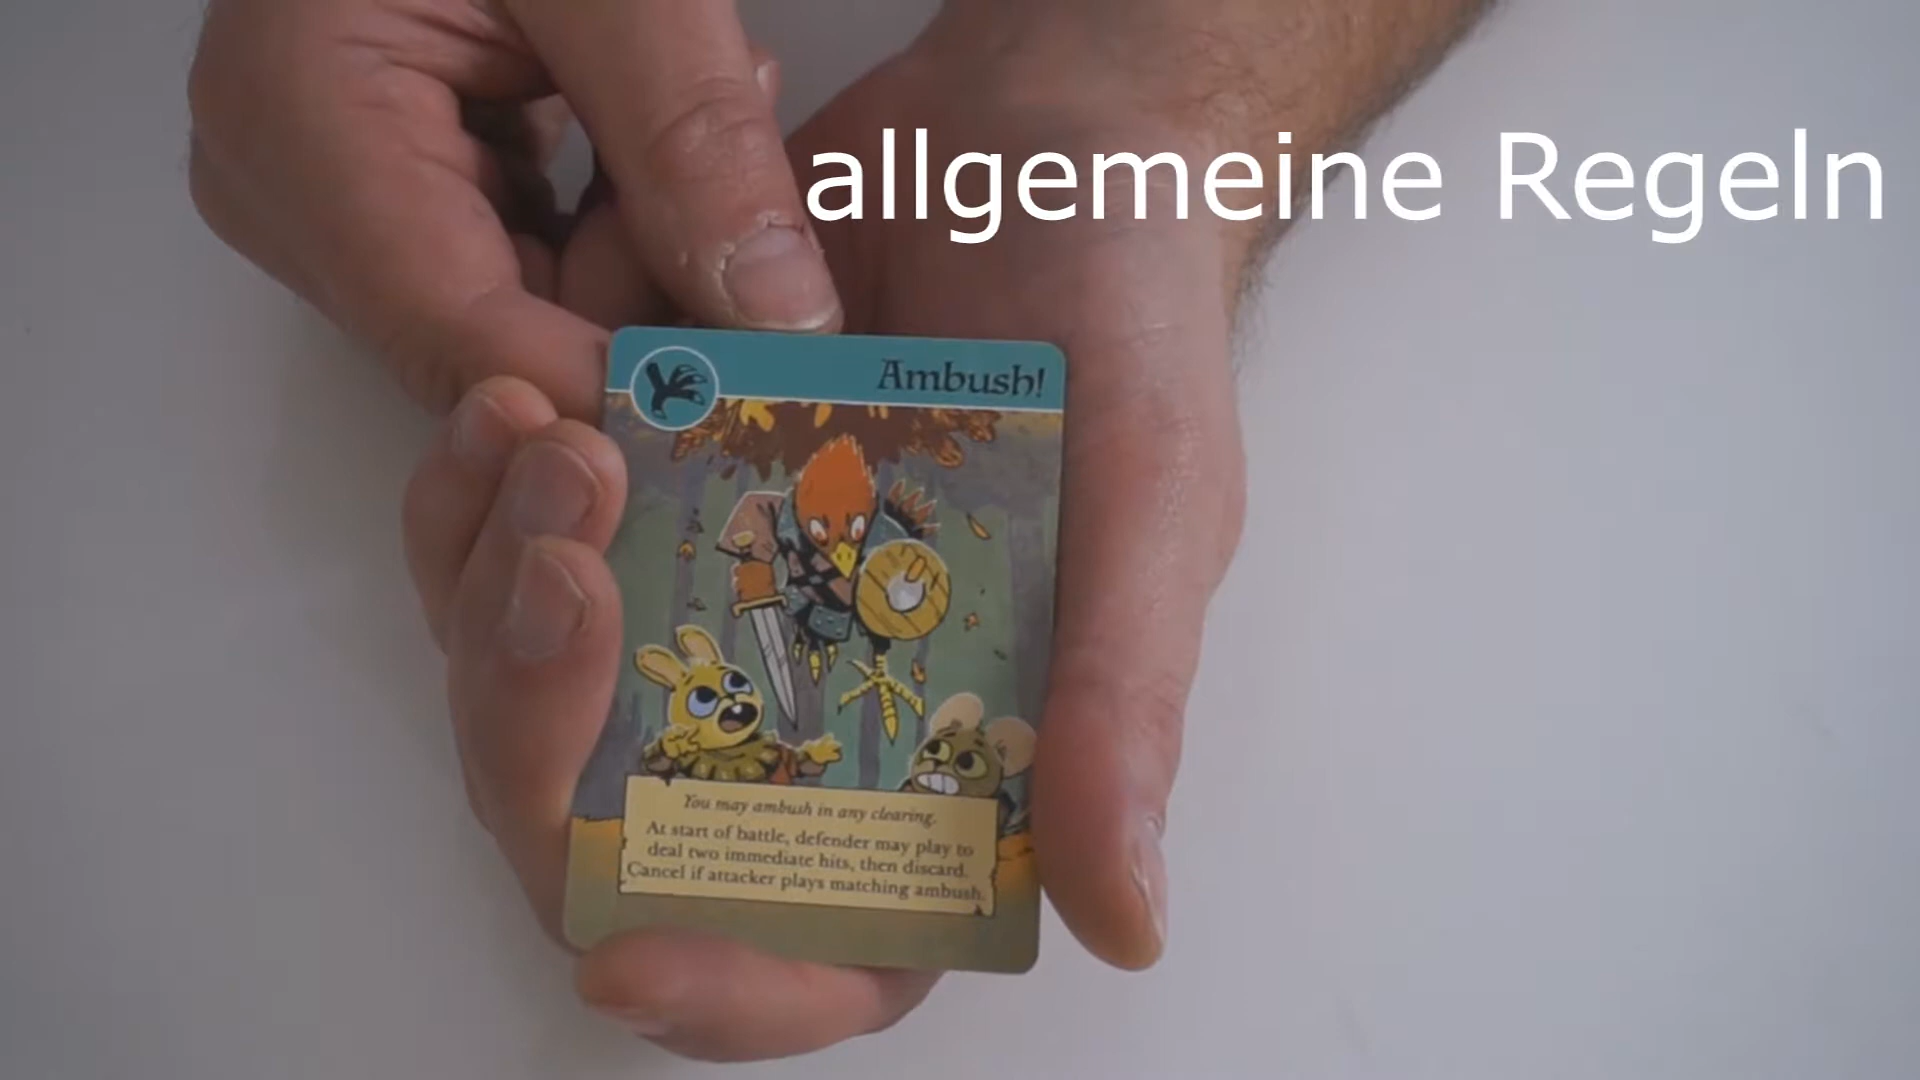 allgemeine Regeln
Ambush!
You may ambush in any clearing.
At start of battle, defender may play to
deal two immediate hits, then discard.
Cancel if attacker plays matching ambush.